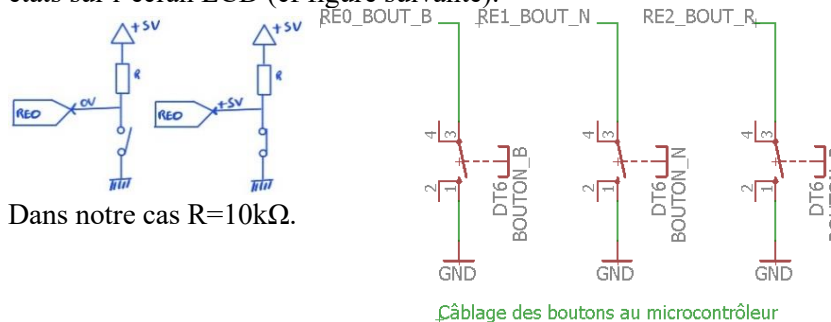 états sur l'écran LCD (cf figure suivante).
+5V
R
RE0
0V
+5V
R
RE0
+5V
Dans notre cas R=10kΩ.
RE0_BOUT_B
RE1_BOUT_N
RE2_BOUT_R
4 3
2 1
DT6
BOUTON_B
GND
4 3
2 1
DT6
BOUTON_N
GND
4 3
2 1
DT6
GND
Câblage des boutons au microcontrôleur